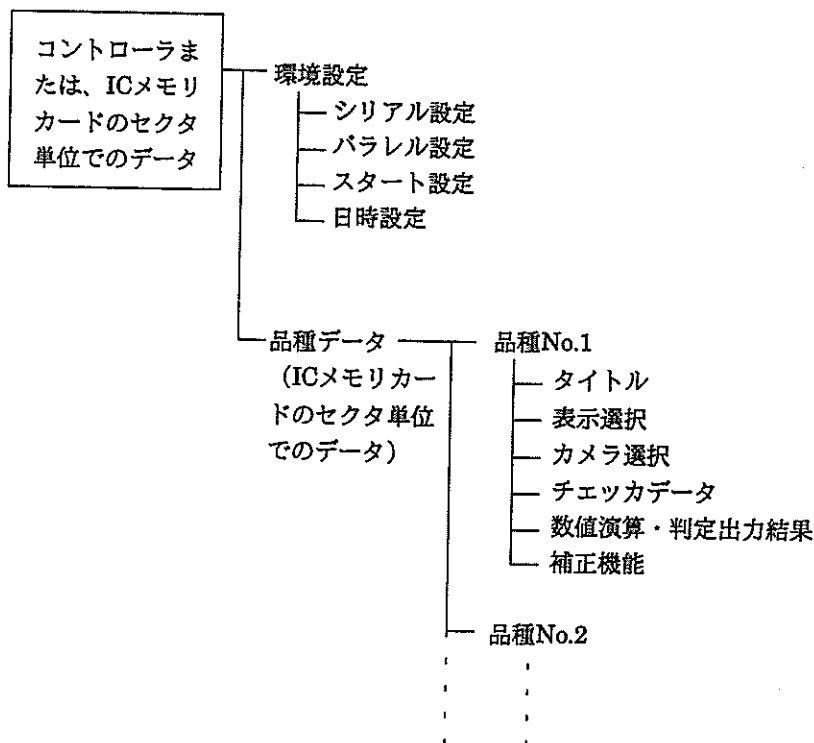 コントローラま
たは、ICメモリ
カードのセクタ
単位でのデータ
環境設定
シリアル設定
パラレル設定
スタート設定
日時設定
品種データ
（ICメモリカー
ドのセクタ単位
でのデータ）
品種No.1
タイトル
表示選択
カメラ選択
チェッカデータ
数値演算・判定出力結果
補正機能
品種No.2